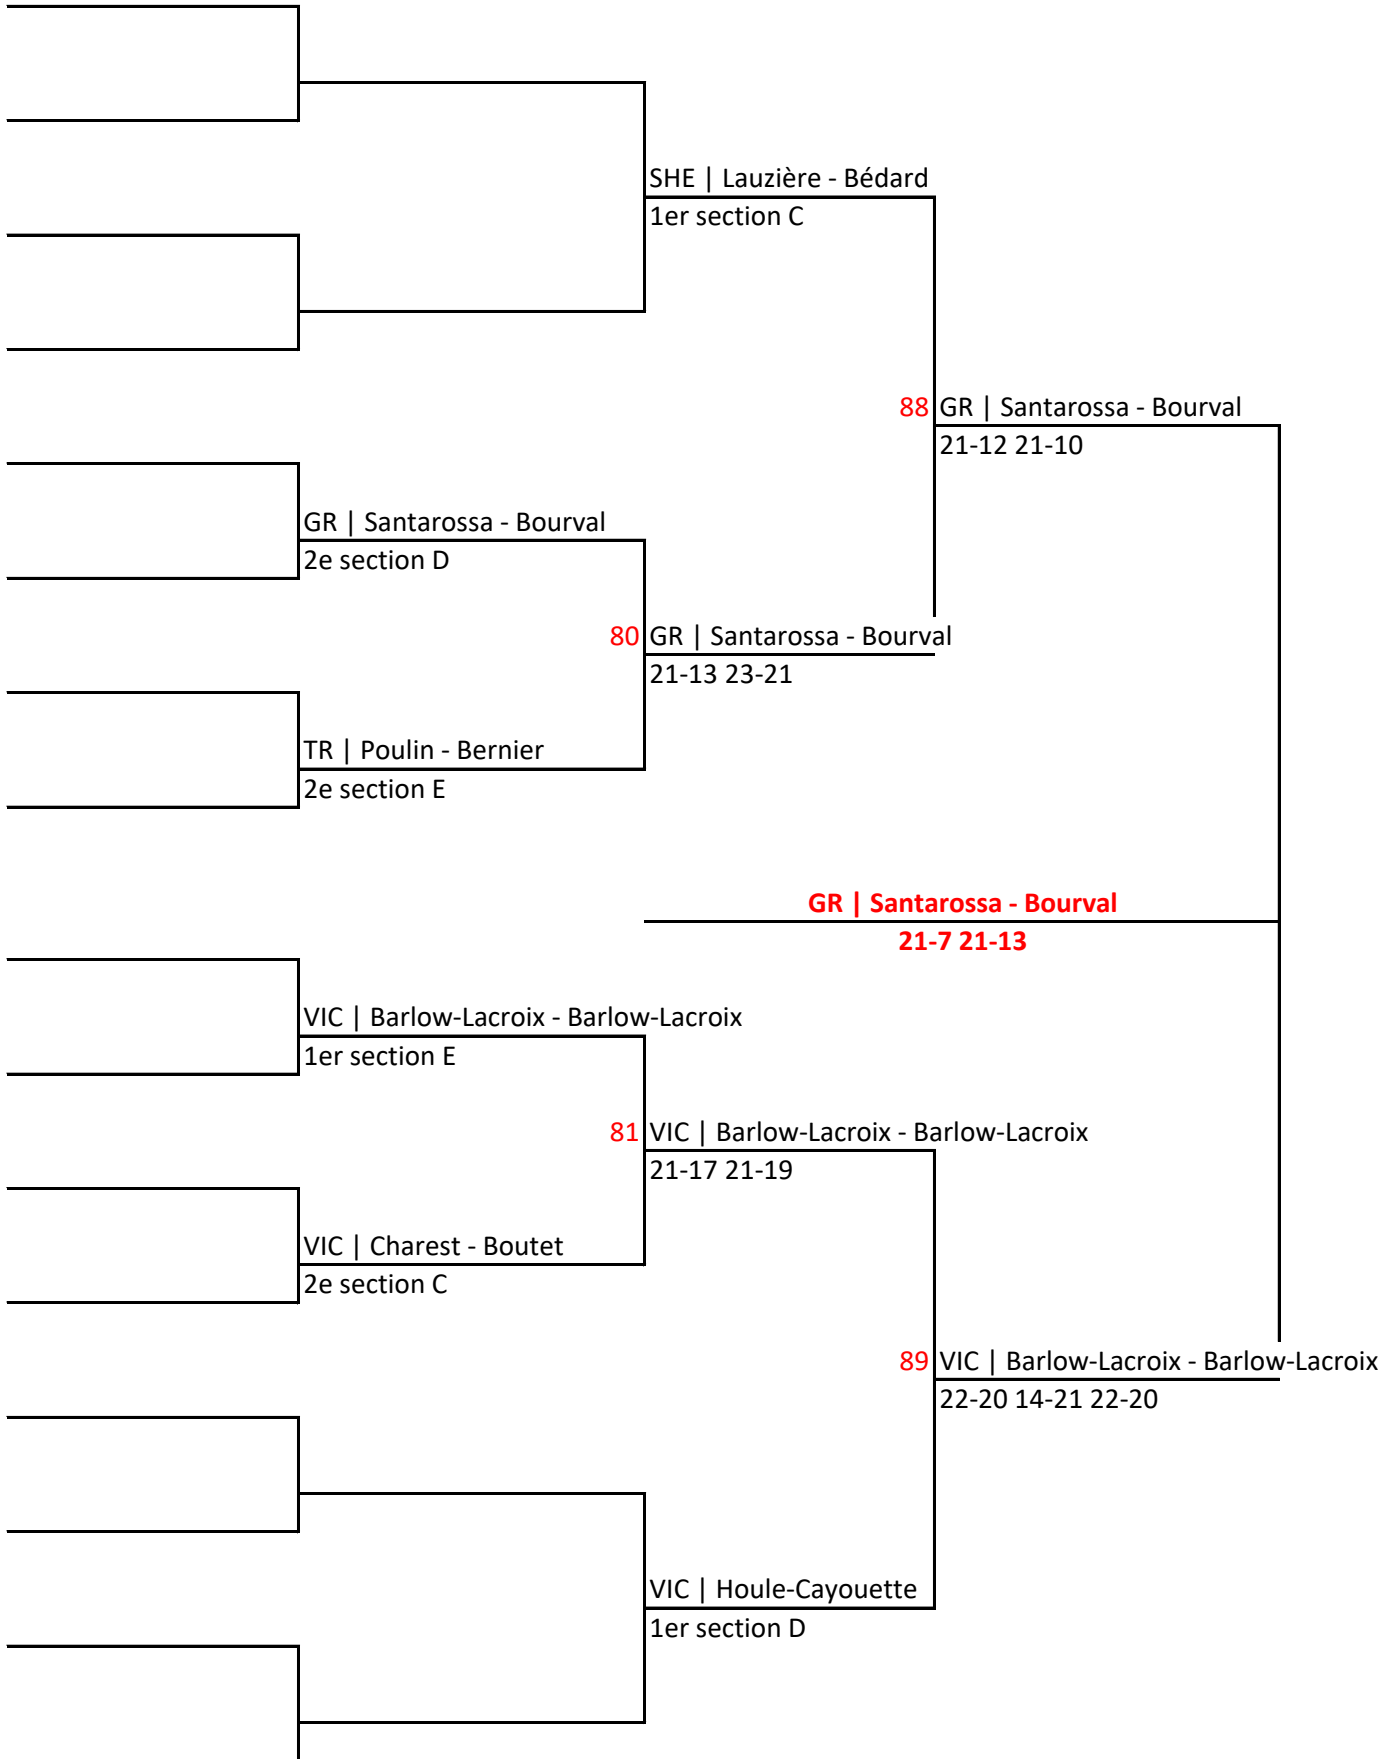 SHE | Lauzière - Bédard
1er section C
88 GR | Santarossa - Bourval
21-12 21-10
GR | Santarossa - Bourval
2e section D
80 GR | Santarossa - Bourval
21-13 23-21
TR | Poulin - Bernier
2e section E
GR | Santarossa - Bourval
21-7 21-13
VIC | Barlow-Lacroix - Barlow-Lacroix
1er section E
81 VIC | Barlow-Lacroix - Barlow-Lacroix
21-17 21-19
VIC | Charest - Boutet
2e section C
89 VIC | Barlow-Lacroix - Barlow-Lacroix
22-20 14-21 22-20
VIC | Houle-Cayouette
1er section D